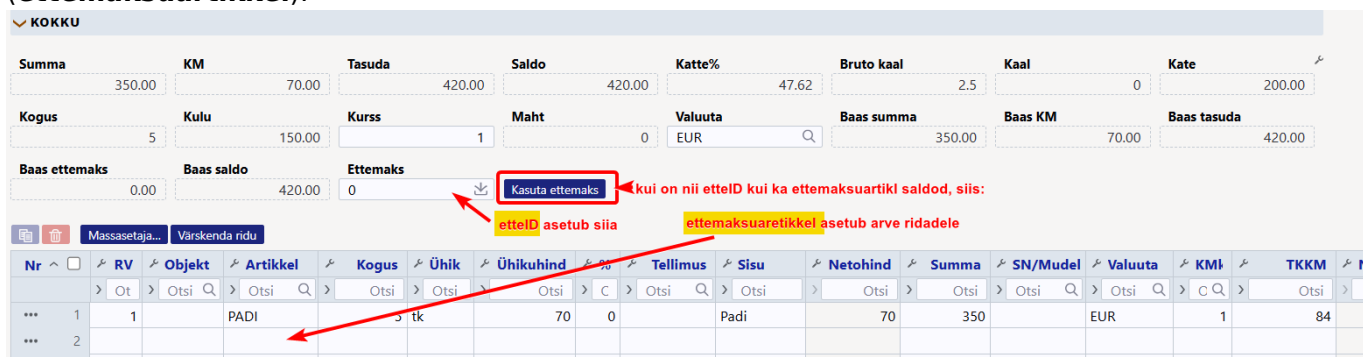 KOKKU
Summa KM Tasuda Saldo Katte% Bruto kaal Kaal Kate
350.00 70.00 420.00 420.00 47.62 2.5 0 200.00
Kogus Kulu Kurss Maht Valuuta Baas summa Baas KM Baas tasuda
5 150.00 1 0 EUR 350.00 70.00 420.00
Baas ettemaks Baas saldo Ettemaks
0.00 420.00 0 Kasuta ettemaks kui on nii etteID kui ka ettemaksuartikl saldod, siis:
etteID asetub siia ettemaksuaretikkel asetub arve ridadele
Massasetaja... Värskenda ridu
Nr RV Objekt Artikkel Kogus Ühik Ühikuhind % Tellimus Sisu Netohind Summa SN/Mudel Valuuta KMk TKKM
Ot Otsi Otsi Otsi Otsi Otsi C Otsi Otsi Otsi Otsi Otsi Otsi C Otsi
1 1 PADI 5 tk 70 0 Padi 70 350 EUR 1 84
2